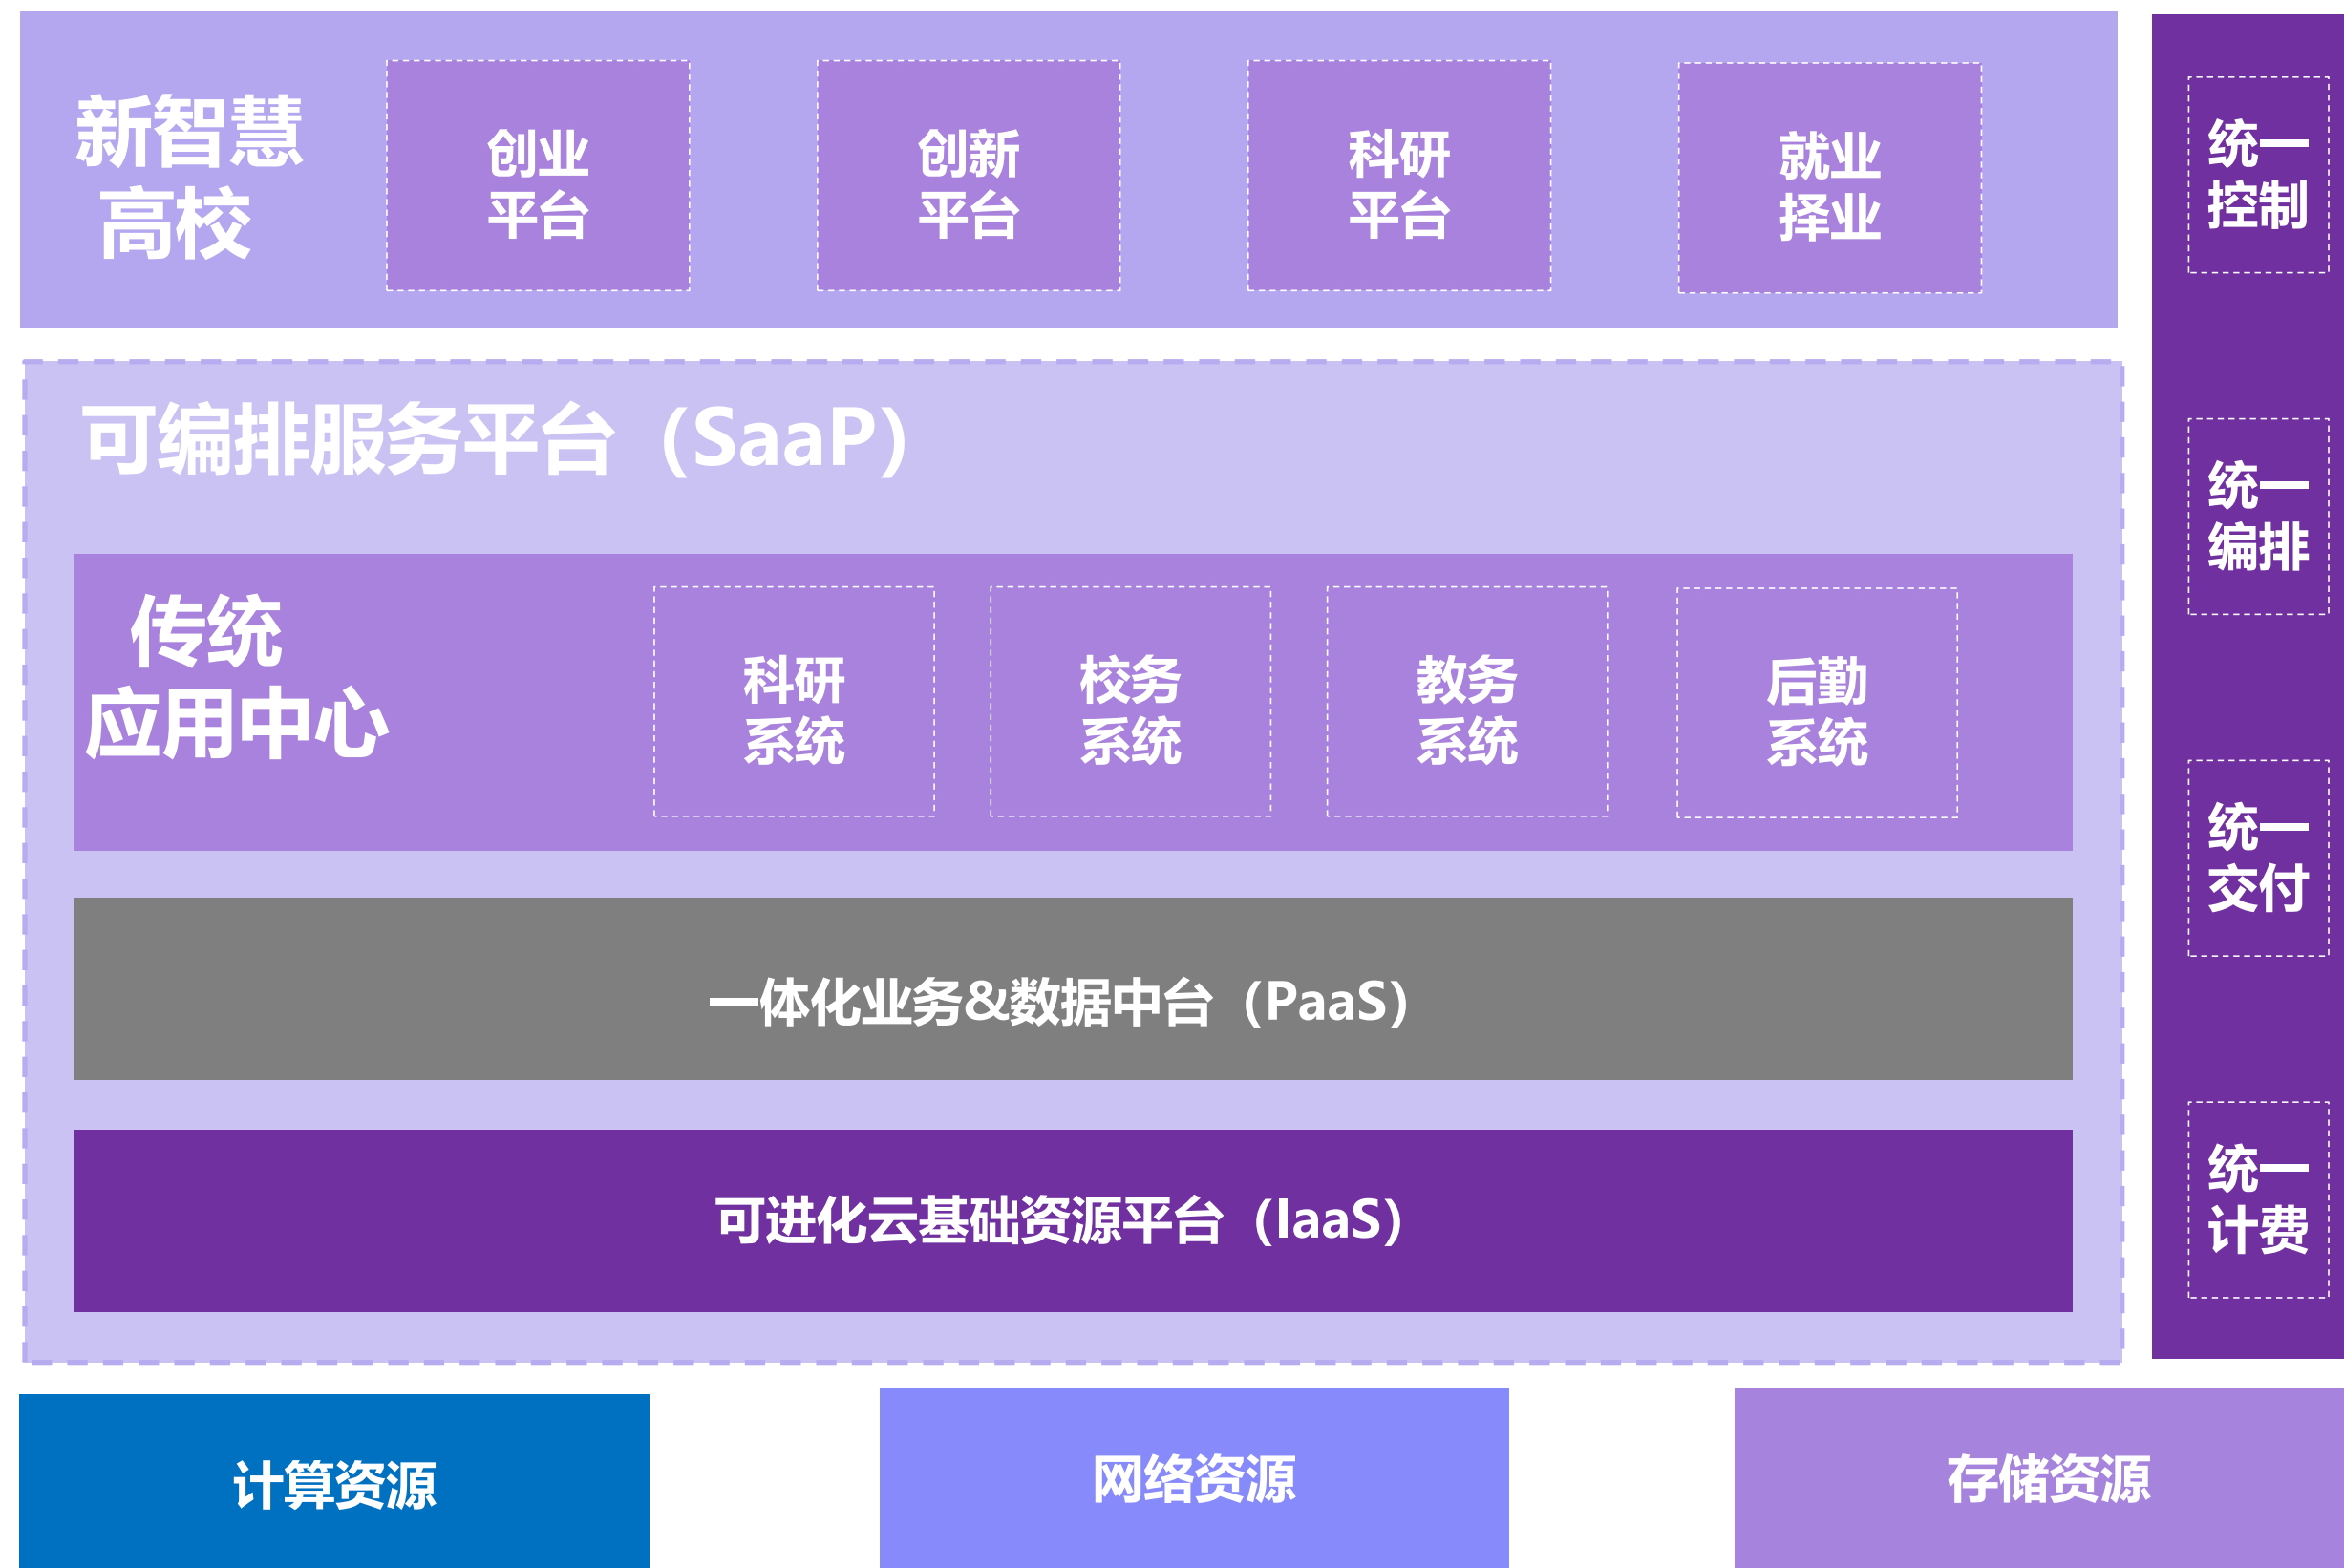 新智慧
高校
创业
平台
创新
平台
科研
平台
就业
择业
统一
控制
统一
编排
统一
交付
统一
计费
可编排服务平台（SaaP）
传统
应用中心
科研
系统
校务
系统
教务
系统
后勤
系统
一体化业务&数据中台（PaaS）
可进化云基础资源平台（IaaS）
计算资源
网络资源
存储资源